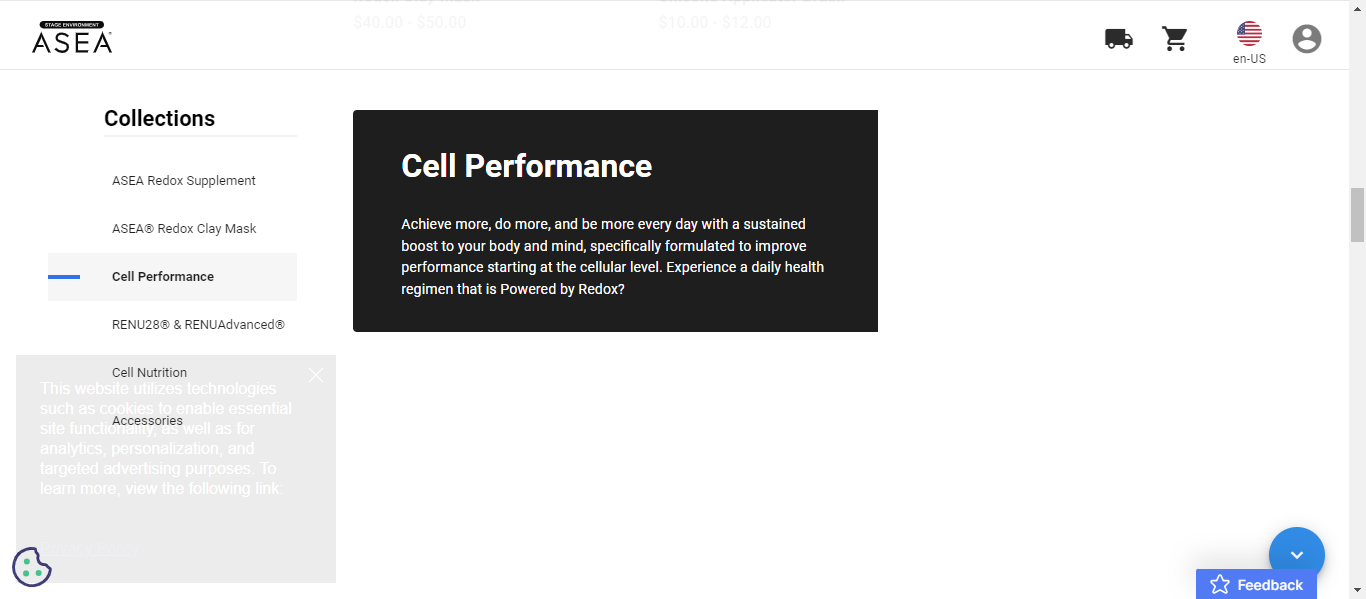 $40.00 - $50.00
$10.00 - $12.00
STAGE ENVIRONMENT
ASEA
en-US
Collections
ASEA Redox Supplement
ASEA® Redox Clay Mask
Cell Performance
RENU28® & RENUAdvanced®
Cell Nutrition
Accessories
This website utilizes technologies
such as cookies to enable essential
site functionality, as well as for
analytics, personalization, and
targeted advertising purposes. To
learn more, view the following link:
Cell Performance
Achieve more, do more, and be more every day with a sustained
boost to your body and mind, specifically formulated to improve
performance starting at the cellular level. Experience a daily health
regimen that is Powered by Redox?
Feedback